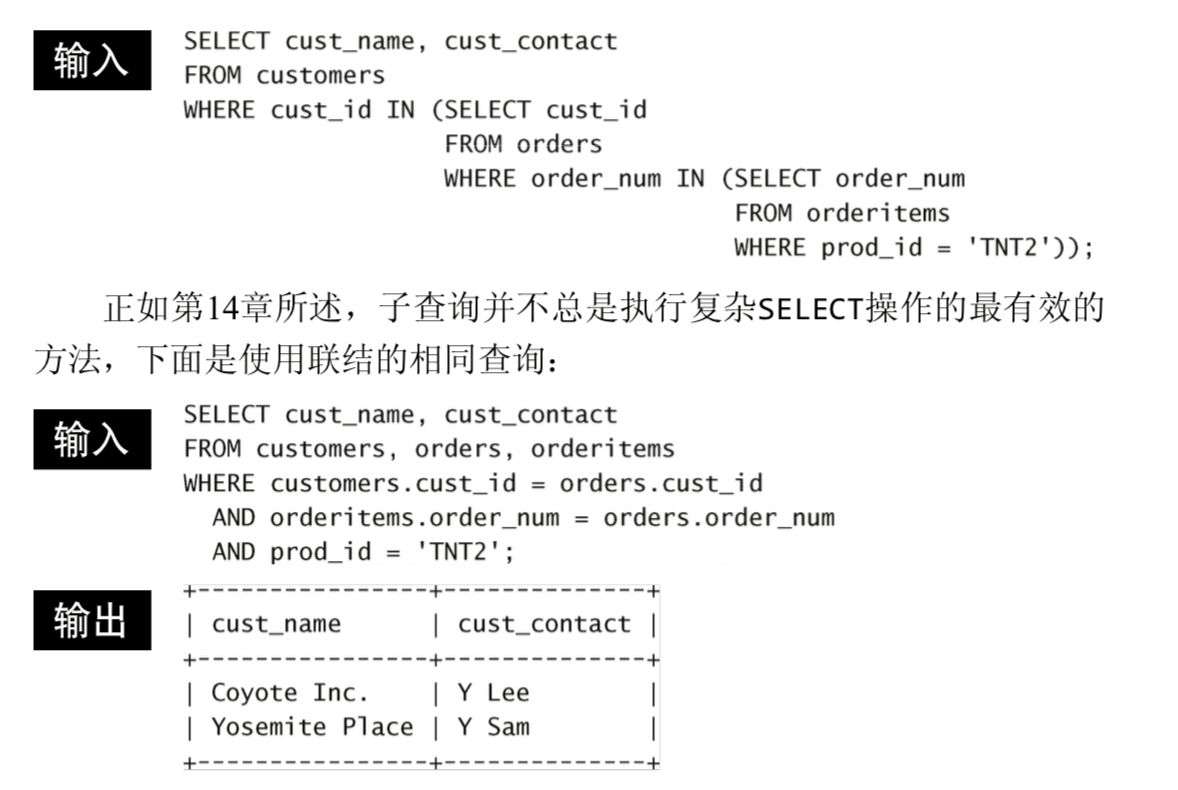 输入
SELECT cust_name, cust_contact
FROM customers
WHERE cust_id IN (SELECT cust_id
FROM orders
WHERE order_num IN (SELECT order_num
FROM orderitems
WHERE prod_id = 'TNT2'));
正如第14章所述，子查询并不总是执行复杂SELECT操作的最有效的
方法，下面是使用联结的相同查询：
输入
SELECT cust_name, cust_contact
FROM customers, orders, orderitems
WHERE customers.cust_id = orders.cust_id
AND orderitems.order_num = orders.order_num
AND prod_id = 'TNT2';
输出
+----------------+--------------+
| cust_name      | cust_contact |
+----------------+--------------+
| Coyote Inc.    | Y Lee        |
| Yosemite Place | Y Sam        |
+----------------+--------------+